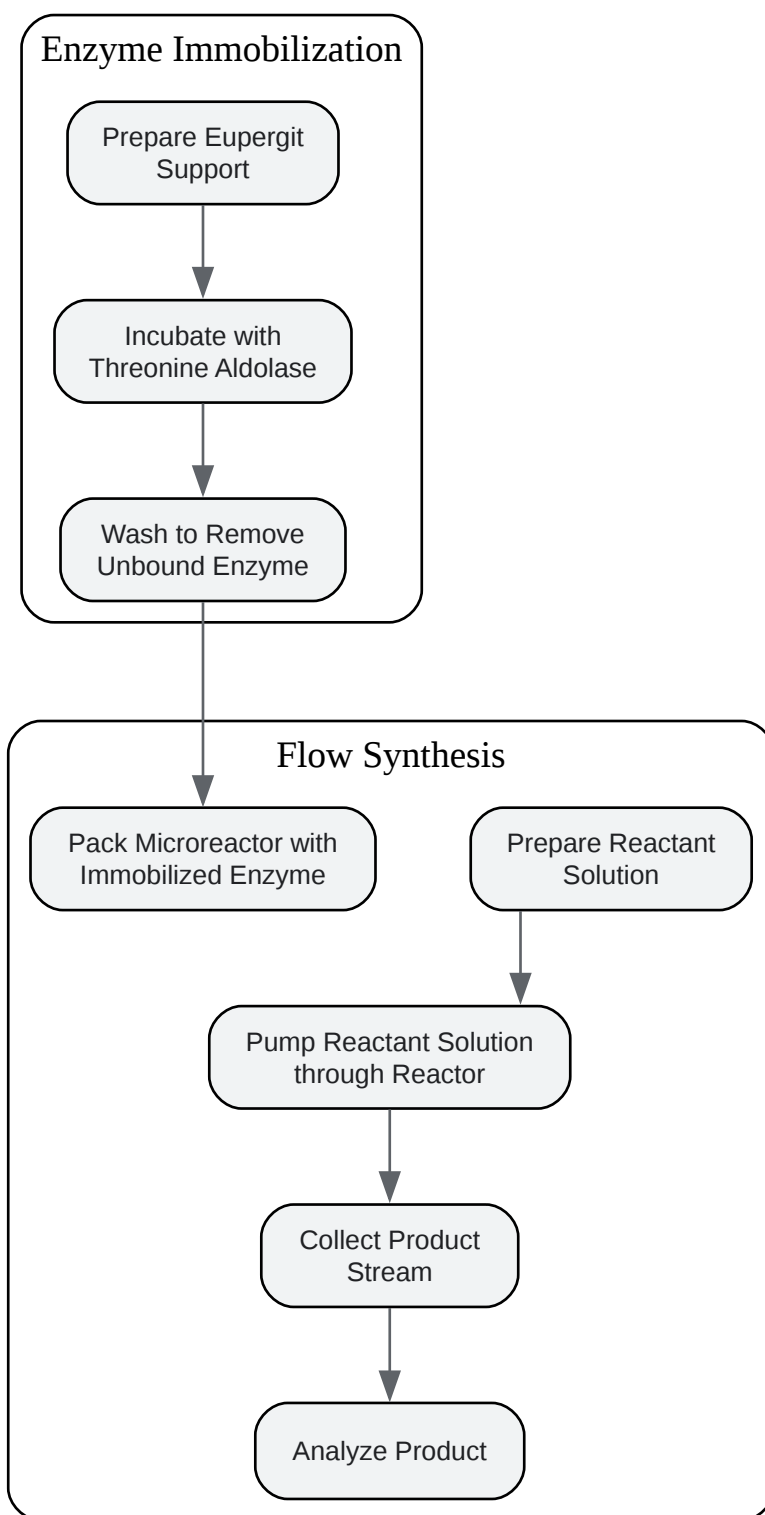 Enzyme Immobilization
Prepare Eupergit
Support
Incubate with
Threonine Aldolase
Wash to Remove
Unbound Enzyme
Flow Synthesis
Pack Microreactor with
Immobilized Enzyme
Prepare Reactant
Solution
Pump Reactant Solution
through Reactor
Collect Product
Stream
Analyze Product